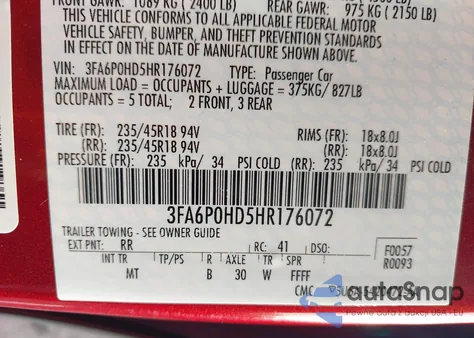 FRONT GAWR: 1089 KG ( 2400 LB)
REAR GAWR: 975 KG ( 2150 LB)
THIS VEHICLE CONFORMS TO ALL APPLICABLE FEDERAL MOTOR
VEHICLE SAFETY, BUMPER, AND THEFT PREVENTION STANDARDS
IN EFFECT ON THE DATE OF MANUFACTURE SHOWN ABOVE.
VIN: 3FA6P0HD5HR176072 TYPE: Passenger Car
MAXIMUM LOAD = OCCUPANTS + LUGGAGE = 375KG/ 827LB
OCCUPANTS = 5 TOTAL; 2 FRONT, 3 REAR
TIRE (FR): 235/45R18 94V RIMS (FR): 18x8.0J
(RR): 235/45R18 94V (RR): 18x8.0J
PRESSURE (FR): 235 kPa/ 34 PSI COLD (RR): 235 kPa/ 34 PSI COLD
3FA6P0HD5HR176072
TRAILER TOWING - SEE OWNER GUIDE
EXT PNT: RR RC: 41 DSO: F0057
R0093
INT TR TP/PS R AXLE TR SPR
MT B 30 W FFFF
CMC
autoSnap
Pewne auta z aukcji USA i EU